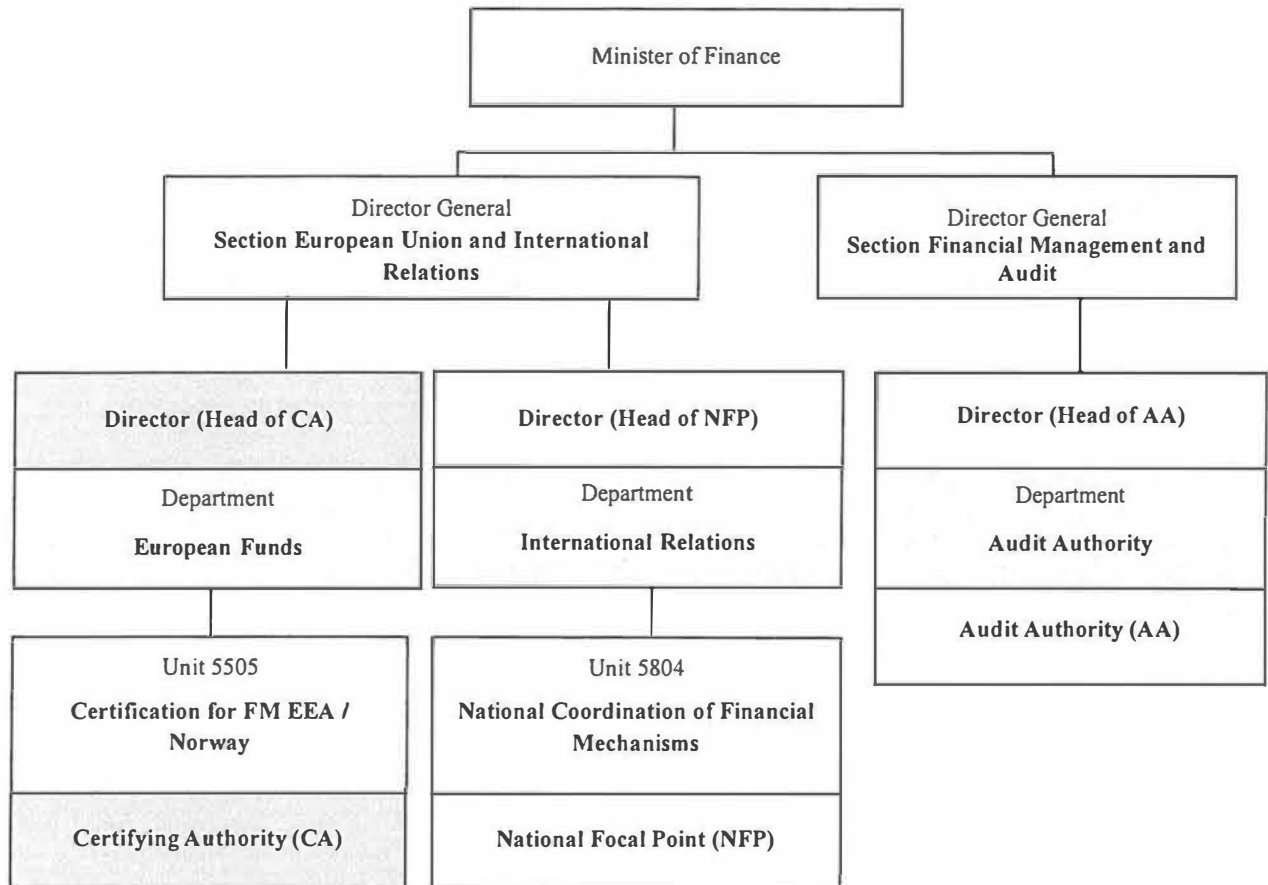 Minister of Finance
Director General
Section European Union and International
Relations
Director General
Section Financial Management and
Audit
Director (Head of CA)
Department
European Funds
Director (Head of NFP)
Department
International Relations
Director (Head of AA)
Department
Audit Authority
Audit Authority (AA)
Unit 5505
Certification for FM EEA /
Norway
Certifying Authority (CA)
Unit 5804
National Coordination of Financial
Mechanisms
National Focal Point (NFP)